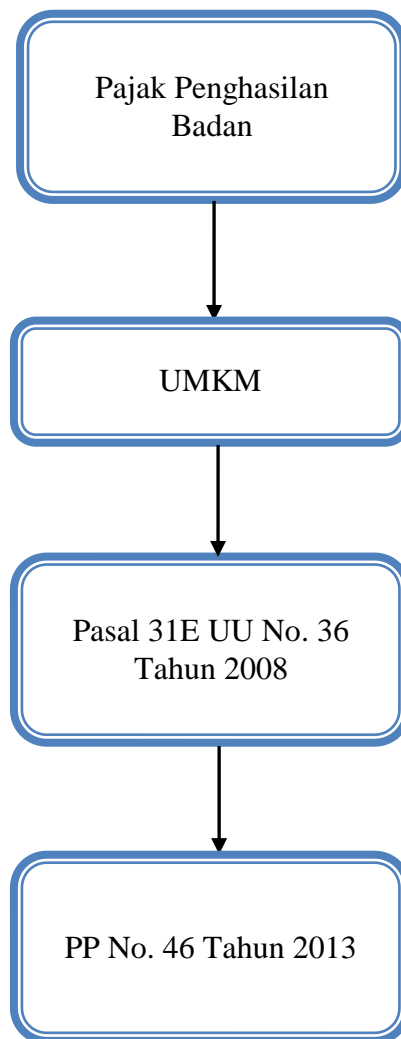 Pajak Penghasilan
Badan
UMKM
Pasal 31E UU No. 36
Tahun 2008
PP No. 46 Tahun 2013